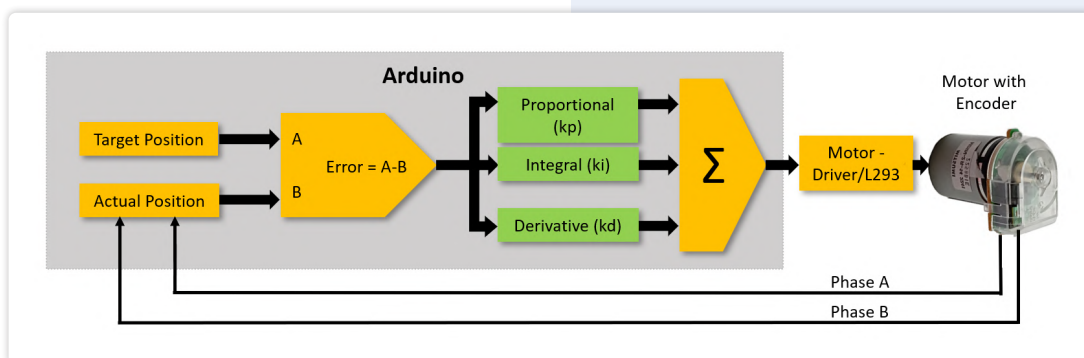 Arduino
Motor with
Encoder
Target Position
Actual Position
A
B
Error = A-B
Proportional
(kp)
Integral (ki)
Derivative (kd)
Σ
Motor -
Driver/L293
Phase A
Phase B